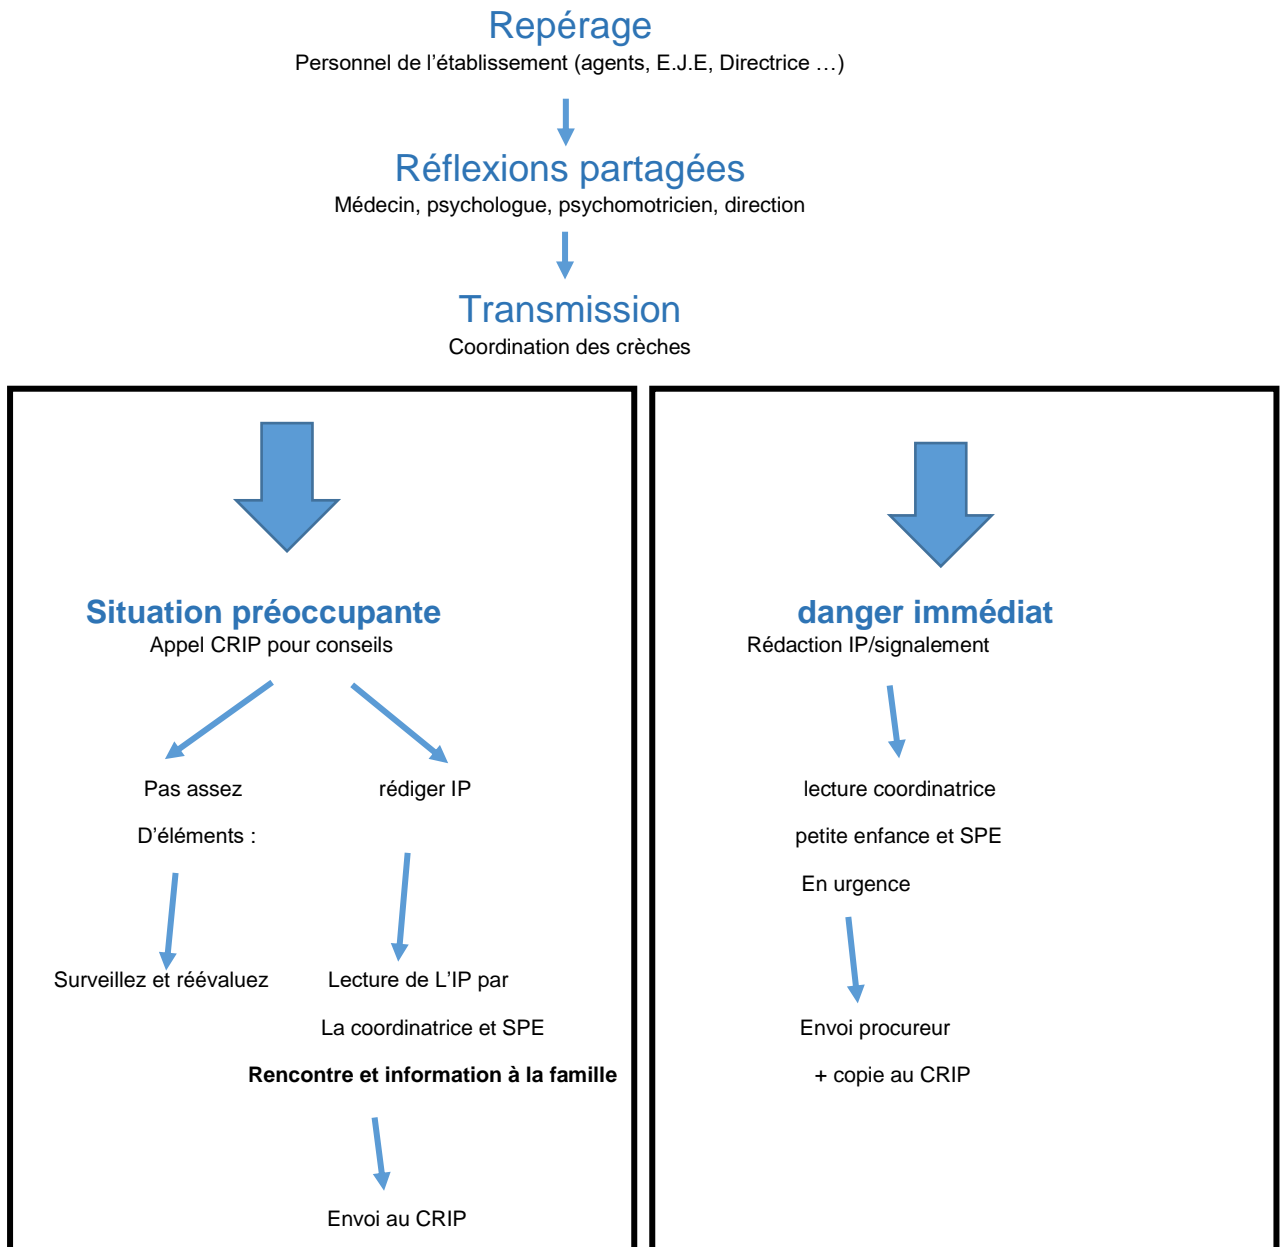 Repérage
Personnel de l’établissement (agents, E.J.E, Directrice …)
Réflexions partagées
Médecin, psychologue, psychomotricien, direction
Transmission
Coordination des crèches
Situation préoccupante
Appel CRIP pour conseils
Pas assez
D’éléments :
Surveillez et réévaluez
rédiger IP
Lecture de L’IP par
La coordinatrice et SPE
Rencontre et information à la famille
Envoi au CRIP
danger immédiat
Rédaction IP/signalement
lecture coordinatrice
petite enfance et SPE
En urgence
Envoi procureur
+ copie au CRIP